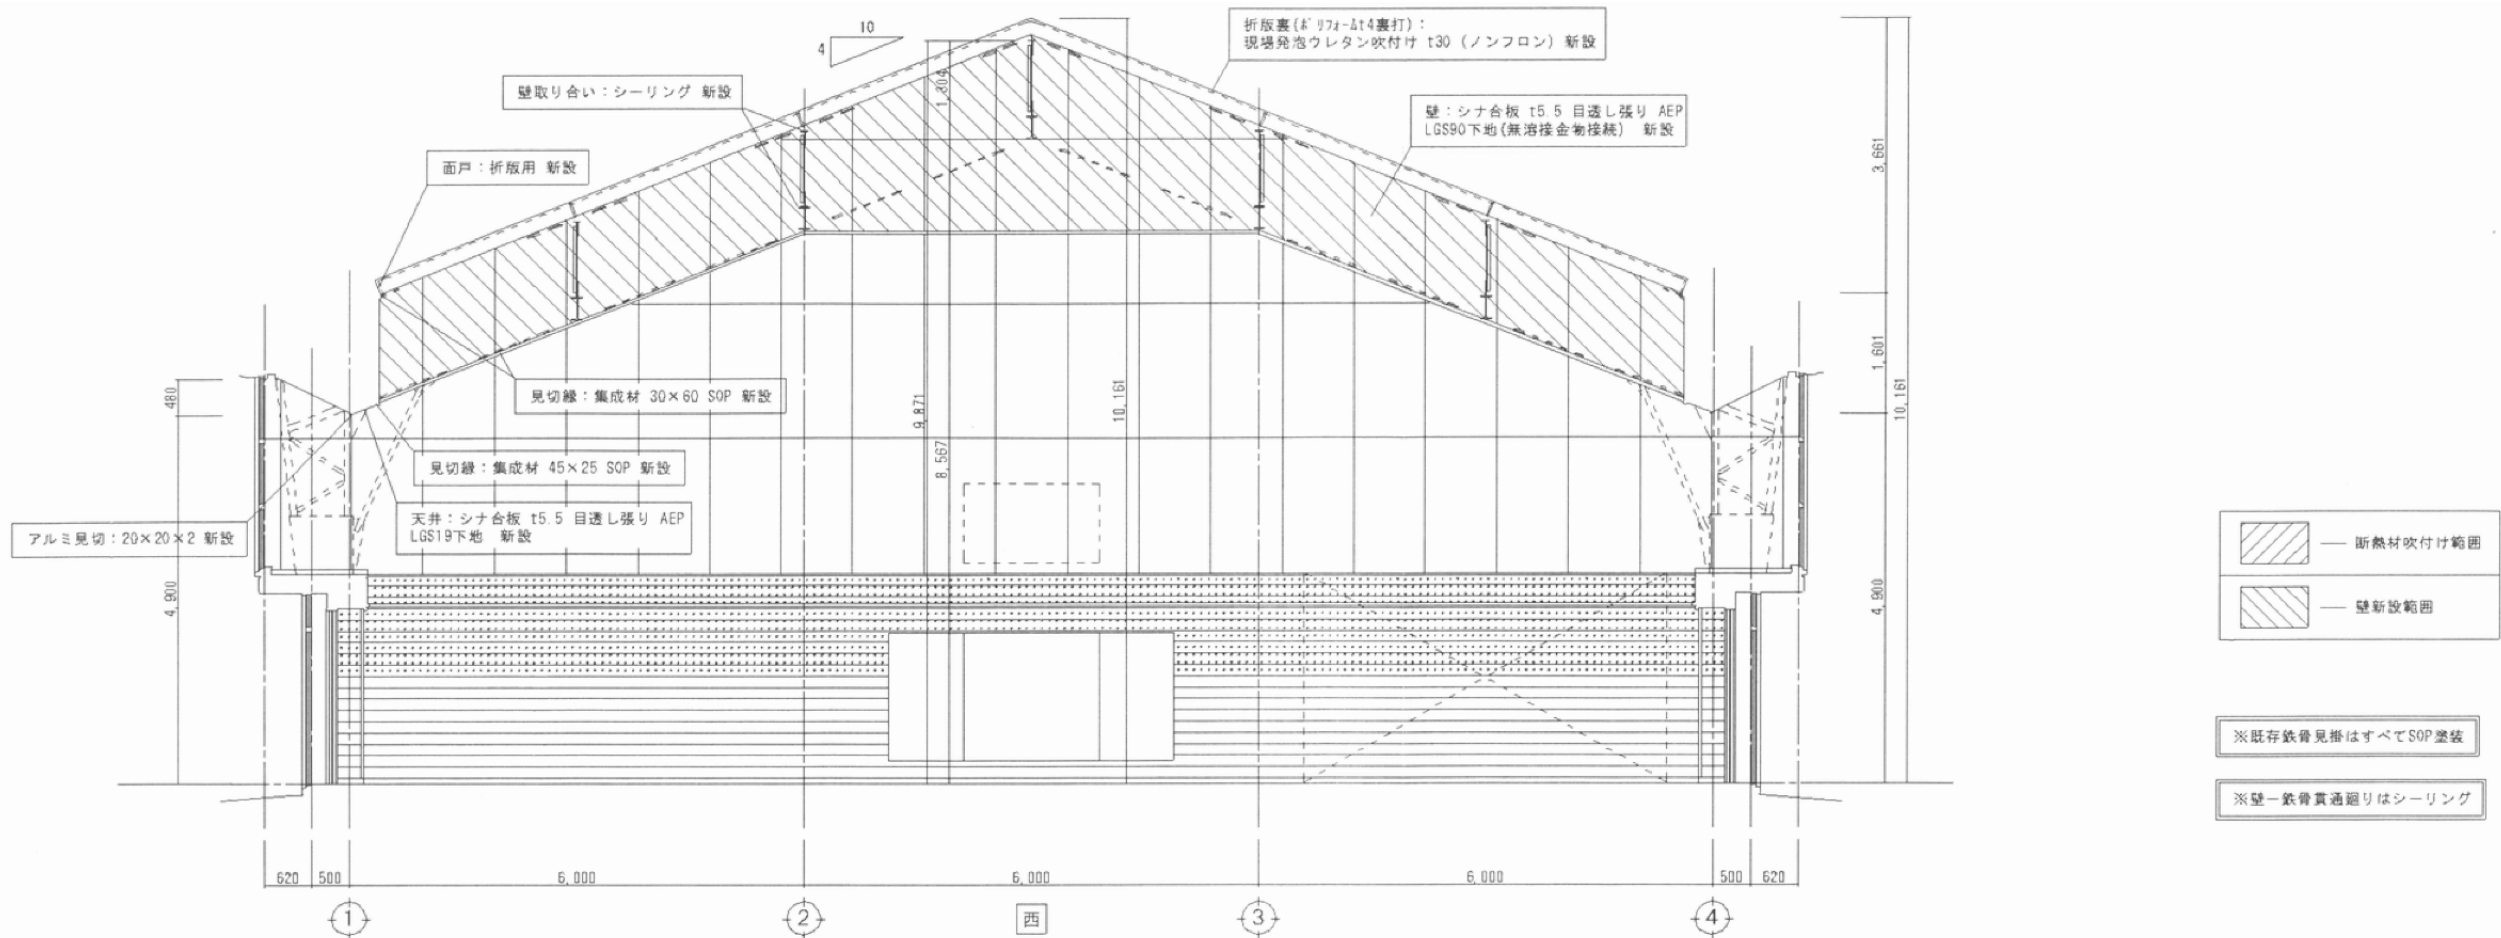 10
4
折版裏(ポリフォームt4裏打):
現場発泡ウレタン吹付け t30 (ノンフロン) 新設
壁取り合い:シーリング 新設
壁:シナ合板 t5.5 目透し張り AEP
LGS90下地(無溶接金物接続) 新設
面戸:折版用 新設
1,304
3,661
見切縁:集成材 30×60 SOP 新設
480
9,871
10,161
1,601
10,161
8,567
見切縁:集成材 45×25 SOP 新設
天井:シナ合板 t5.5 目透し張り AEP
LGS19下地 新設
アルミ見切:20×20×2 新設
断熱材吹付け範囲
4,900
4,900
壁新設範囲
※既存鉄骨見掛はすべてSOP塗装
※壁ー鉄骨貫通廻りはシーリング
620 500 6,000 6,000 6,000 500 620
1 2 西 3 4